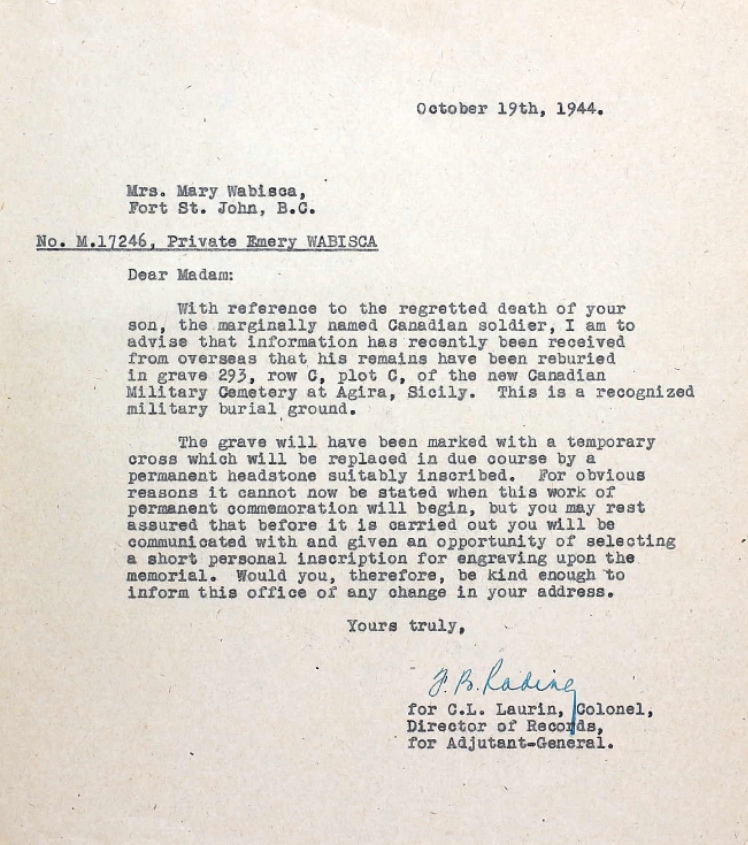 October 19th, 1944.
Mrs. Mary Wabisca,
Fort St. John, B.C.
No. M.17246, Private Emery WABISCA
Dear Madam:
With reference to the regretted death of your
son, the marginally named Canadian soldier, I am to
advise that information has recently been received
from overseas that his remains have been reburied
in grave 293, row C, plot C, of the new Canadian
Military Cemetery at Agira, Sicily. This is a recognized
military burial ground.
The grave will have been marked with a temporary
cross which will be replaced in due course by a
permanent headstone suitably inscribed. For obvious
reasons it cannot now be stated when this work of
permanent commemoration will begin, but you may rest
assured that before it is carried out you will be
communicated with and given an opportunity of selecting
a short personal inscription for engraving upon the
memorial. Would you, therefore, be kind enough to
inform this office of any change in your address.
Yours truly,
for C.L. Laurin, Colonel,
Director of Records,
for Adjutant-General.